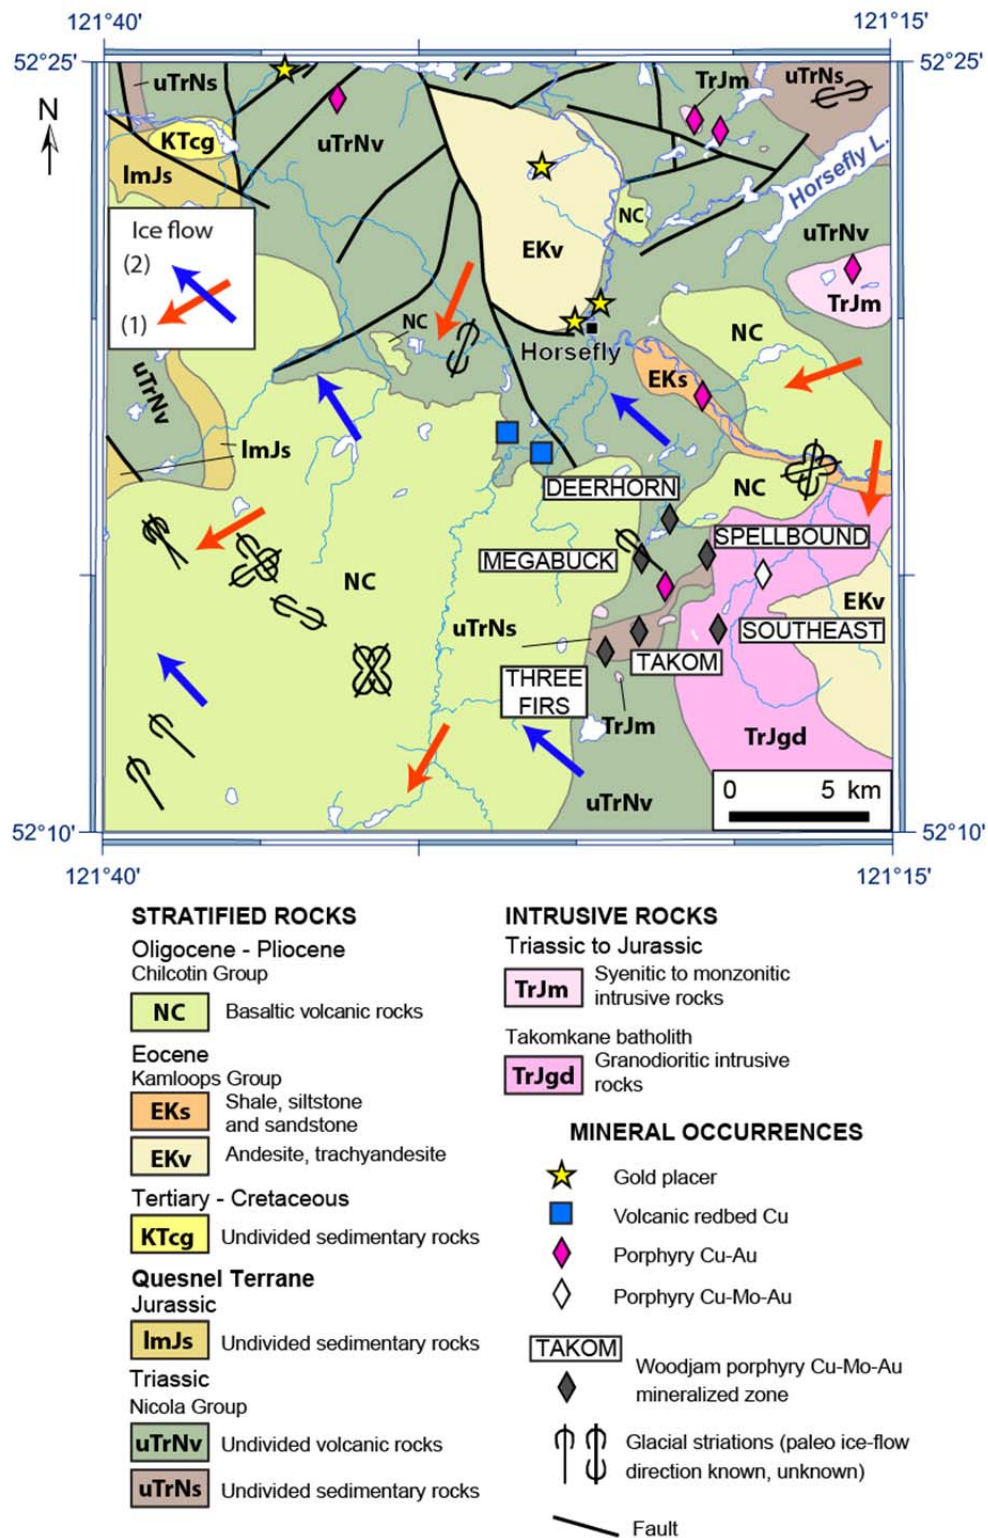 121°40' 121°15'
52°25' 52°25'
N
uTrNs
TrJm
uTrNs
KTcg
uTrNv
lmJs
Horsefly L.
NC
Ice flow
(2)
(1)
EKv
uTrNv
TrJm
NC
NC
Horsefly
uTrNv
EKs
lmJs
DEERHORN
NC
SPELLBOUND
MEGABUCK
NC
EKv
uTrNs
SOUTHEAST
TAKOM
THREE
FIRS
TrJm
TrJgd
uTrNv
0 5 km
52°10' 52°10'
121°40' 121°15'
STRATIFIED ROCKS
Oligocene - Pliocene
Chilcotin Group
NC Basaltic volcanic rocks
Eocene
Kamloops Group
EKs Shale, siltstone
and sandstone
EKv Andesite, trachyandesite
Tertiary - Cretaceous
KTcg Undivided sedimentary rocks
Quesnel Terrane
Jurassic
lmJs Undivided sedimentary rocks
Triassic
Nicola Group
uTrNv Undivided volcanic rocks
uTrNs Undivided sedimentary rocks
INTRUSIVE ROCKS
Triassic to Jurassic
TrJm Syenitic to monzonitic
intrusive rocks
Takomkane batholith
TrJgd Granodioritic intrusive
rocks
MINERAL OCCURRENCES
Gold placer
Volcanic redbed Cu
Porphyry Cu-Au
Porphyry Cu-Mo-Au
TAKOM
Woodjam porphyry Cu-Mo-Au
mineralized zone
Glacial striations (paleo ice-flow
direction known, unknown)
Fault